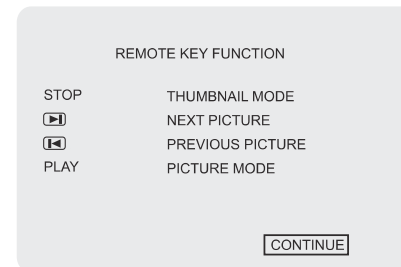 REMOTE KEY FUNCTION
STOP THUMBNAIL MODE
NEXT PICTURE
PREVIOUS PICTURE
PLAY PICTURE MODE
CONTINUE